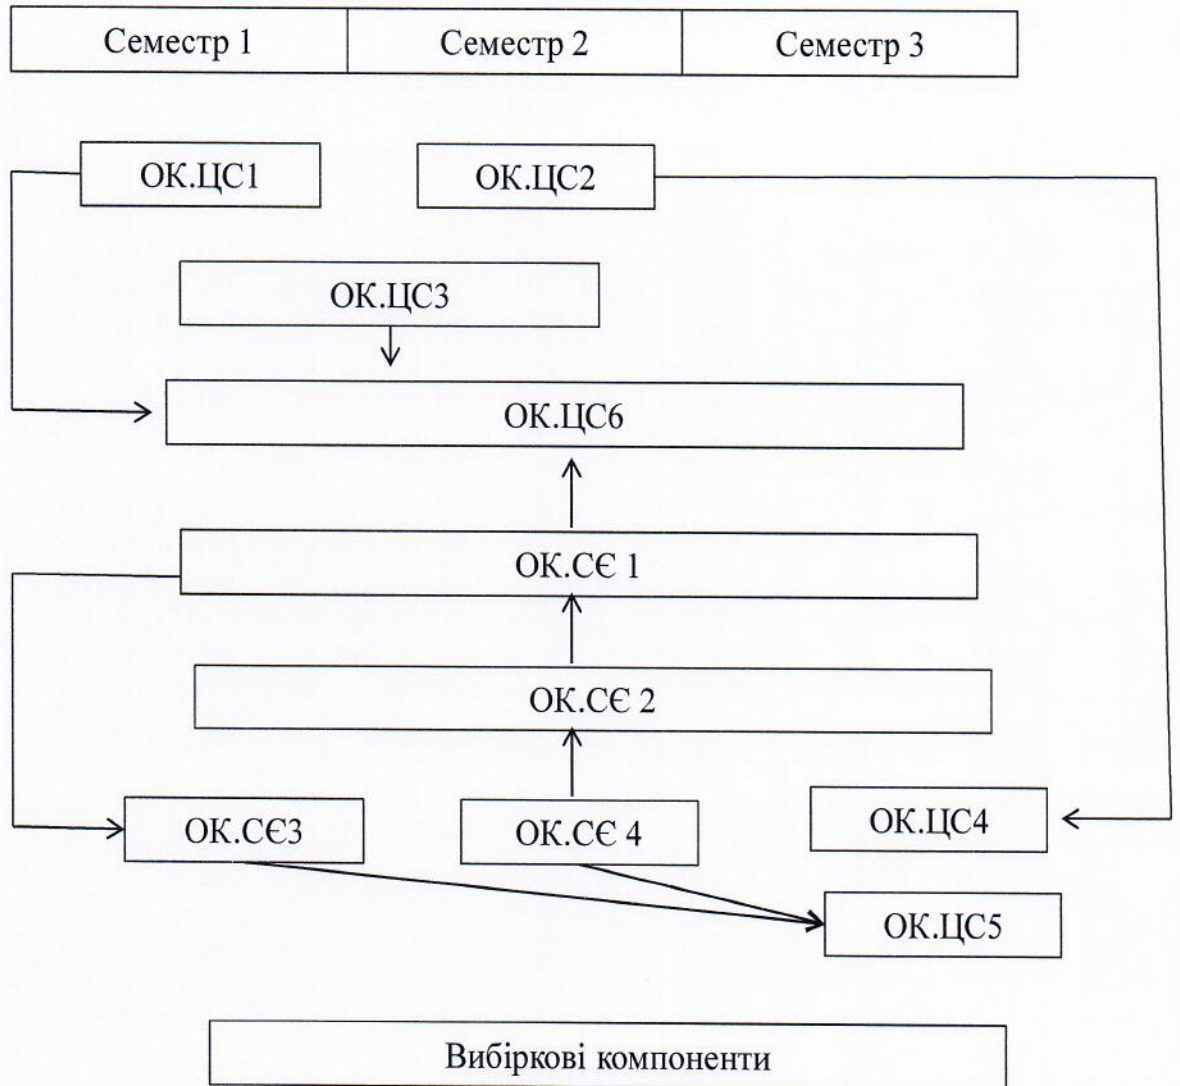 Семестр 1 Семестр 2 Семестр 3
ОК.ЦС1 ОК.ЦС2
ОК.ЦС3
ОК.ЦС6
ОК.СЄ 1
ОК.СЄ 2
ОК.СЄ3 ОК.СЄ 4 ОК.ЦС4
ОК.ЦС5
Вибіркові компоненти